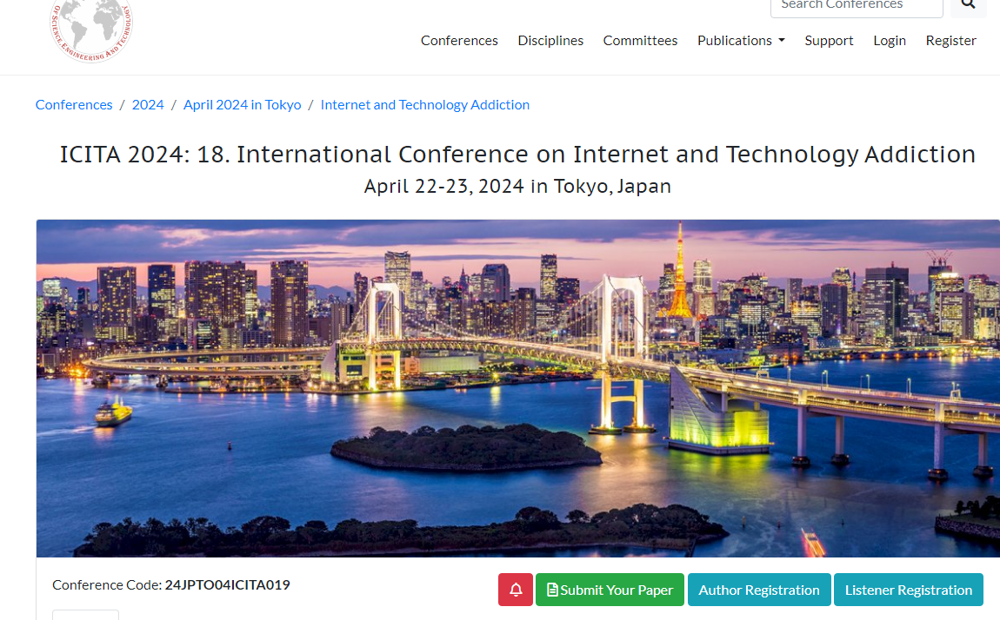 Search Conferences
OF SCIENCE, ENGINEERING AND TECHNOLOGY
Conferences Disciplines Committees Publications Support Login Register
Conferences / 2024 / April 2024 in Tokyo / Internet and Technology Addiction
ICITA 2024: 18. International Conference on Internet and Technology Addiction
April 22-23, 2024 in Tokyo, Japan
Conference Code: 24JPTO04ICITA019
Submit Your Paper
Author Registration
Listener Registration